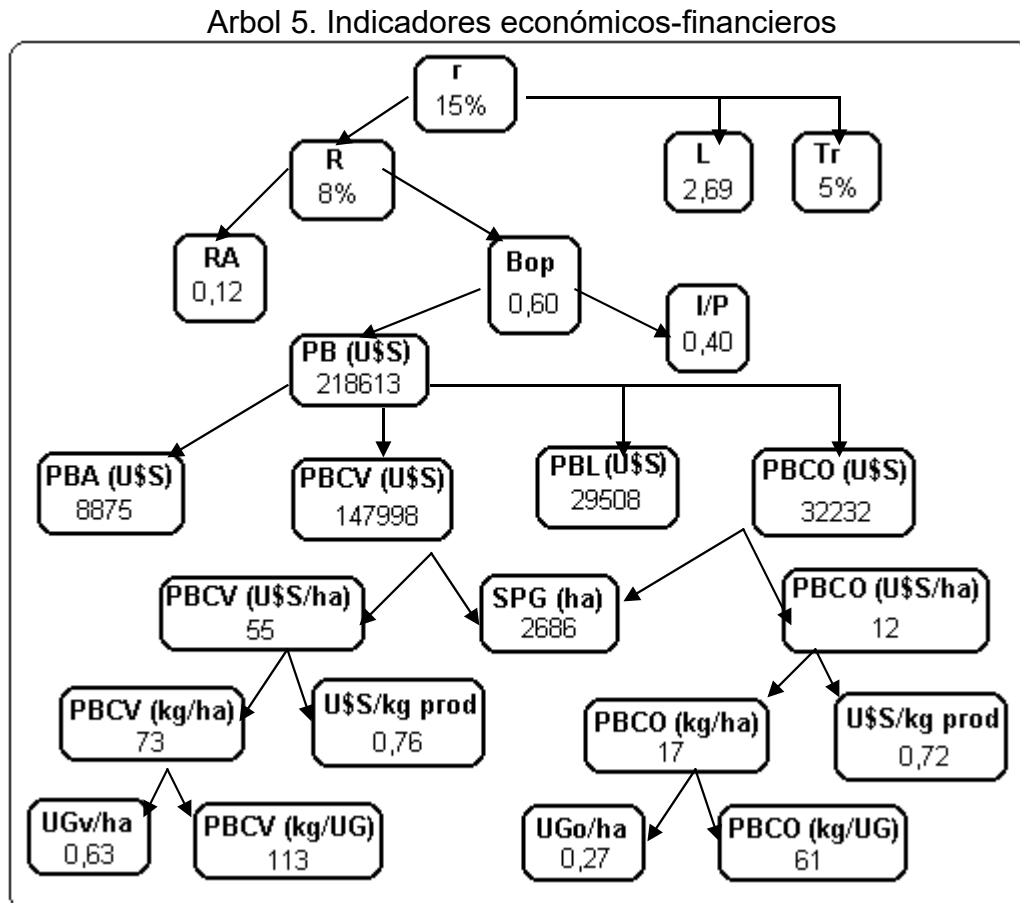 Arbol 5. Indicadores económicos-financieros
r
15%
R
8%
L
2,69
Tr
5%
RA
0,12
Bop
0,60
I/P
0,40
PB (U$S)
218613
PBA (U$S)
8875
PBCV (U$S)
147998
PBL (U$S)
29508
PBCO (U$S)
32232
PBCV (U$S/ha)
55
SPG (ha)
2686
PBCO (U$S/ha)
12
PBCV (kg/ha)
73
U$S/kg prod
0,76
PBCO (kg/ha)
17
U$S/kg prod
0,72
UGv/ha
0,63
PBCV (kg/UG)
113
UGo/ha
0,27
PBCO (kg/UG)
61